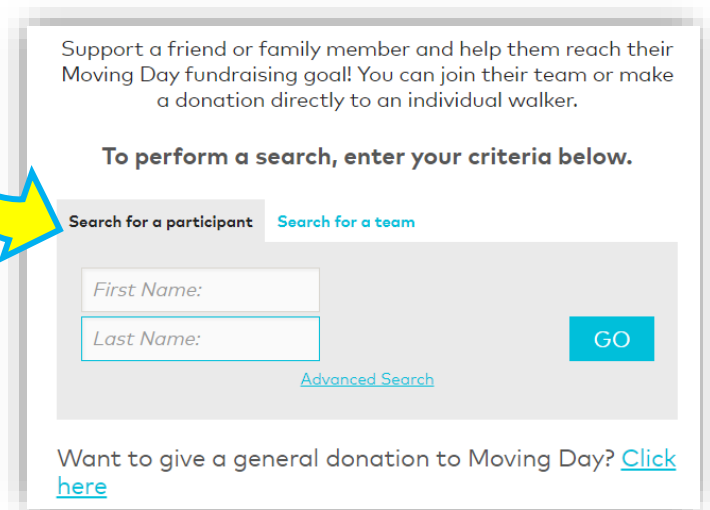 Support a friend or family member and help them reach their
Moving Day fundraising goal! You can join their team or make
a donation directly to an individual walker.
To perform a search, enter your criteria below.
Search for a participant Search for a team
First Name:
Last Name:
GO
Advanced Search
Want to give a general donation to Moving Day? Click
here